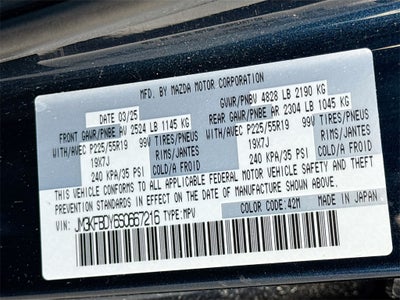 MFD. BY MAZDA MOTOR CORPORATION
DATE 03/25
GVWR/PNBV 4828 LB 2190 KG
FRONT GAWR/PNBE AV 2524 LB 1145 KG
REAR GAWR/PNBE AR 2304 LB 1045 KG
WITH/AVEC P225/55R19 99V TIRES/PNEUS
WITH/AVEC P225/55R19 99V TIRES/PNEUS
19X7J RIMS/JANTES
19X7J RIMS/JANTES
240 KPA/35 PSI COLD/A FROID
240 KPA/35 PSI COLD/A FROID
THIS VEHICLE CONFORMS TO ALL APPLICABLE FEDERAL MOTOR VEHICLE SAFETY AND THEFT
PREVENTION STANDARDS IN EFFECT ON THE DATE OF MANUFACTURE SHOWN ABOVE.
VIN: JM3KFBDY6S0667216 TYPE:MPV
COLOR CODE: 42M
MADE IN JAPAN